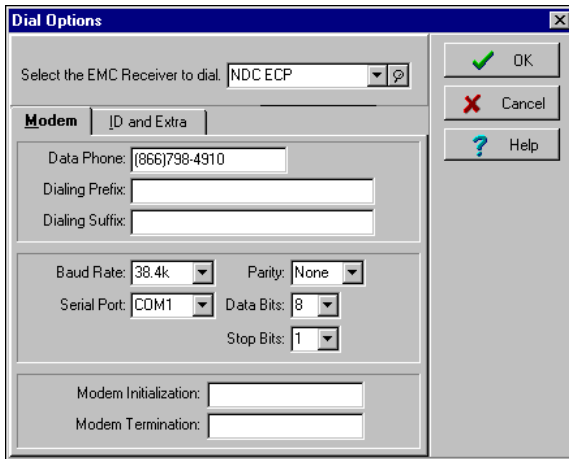 Dial Options
Select the EMC Receiver to dial. NDC ECP
OK
Cancel
Help
Modem ID and Extra
Data Phone: (866)798-4910
Dialing Prefix:
Dialing Suffix:
Baud Rate: 38.4k Parity: None
Serial Port: COM1 Data Bits: 8
Stop Bits: 1
Modem Initialization:
Modem Termination: